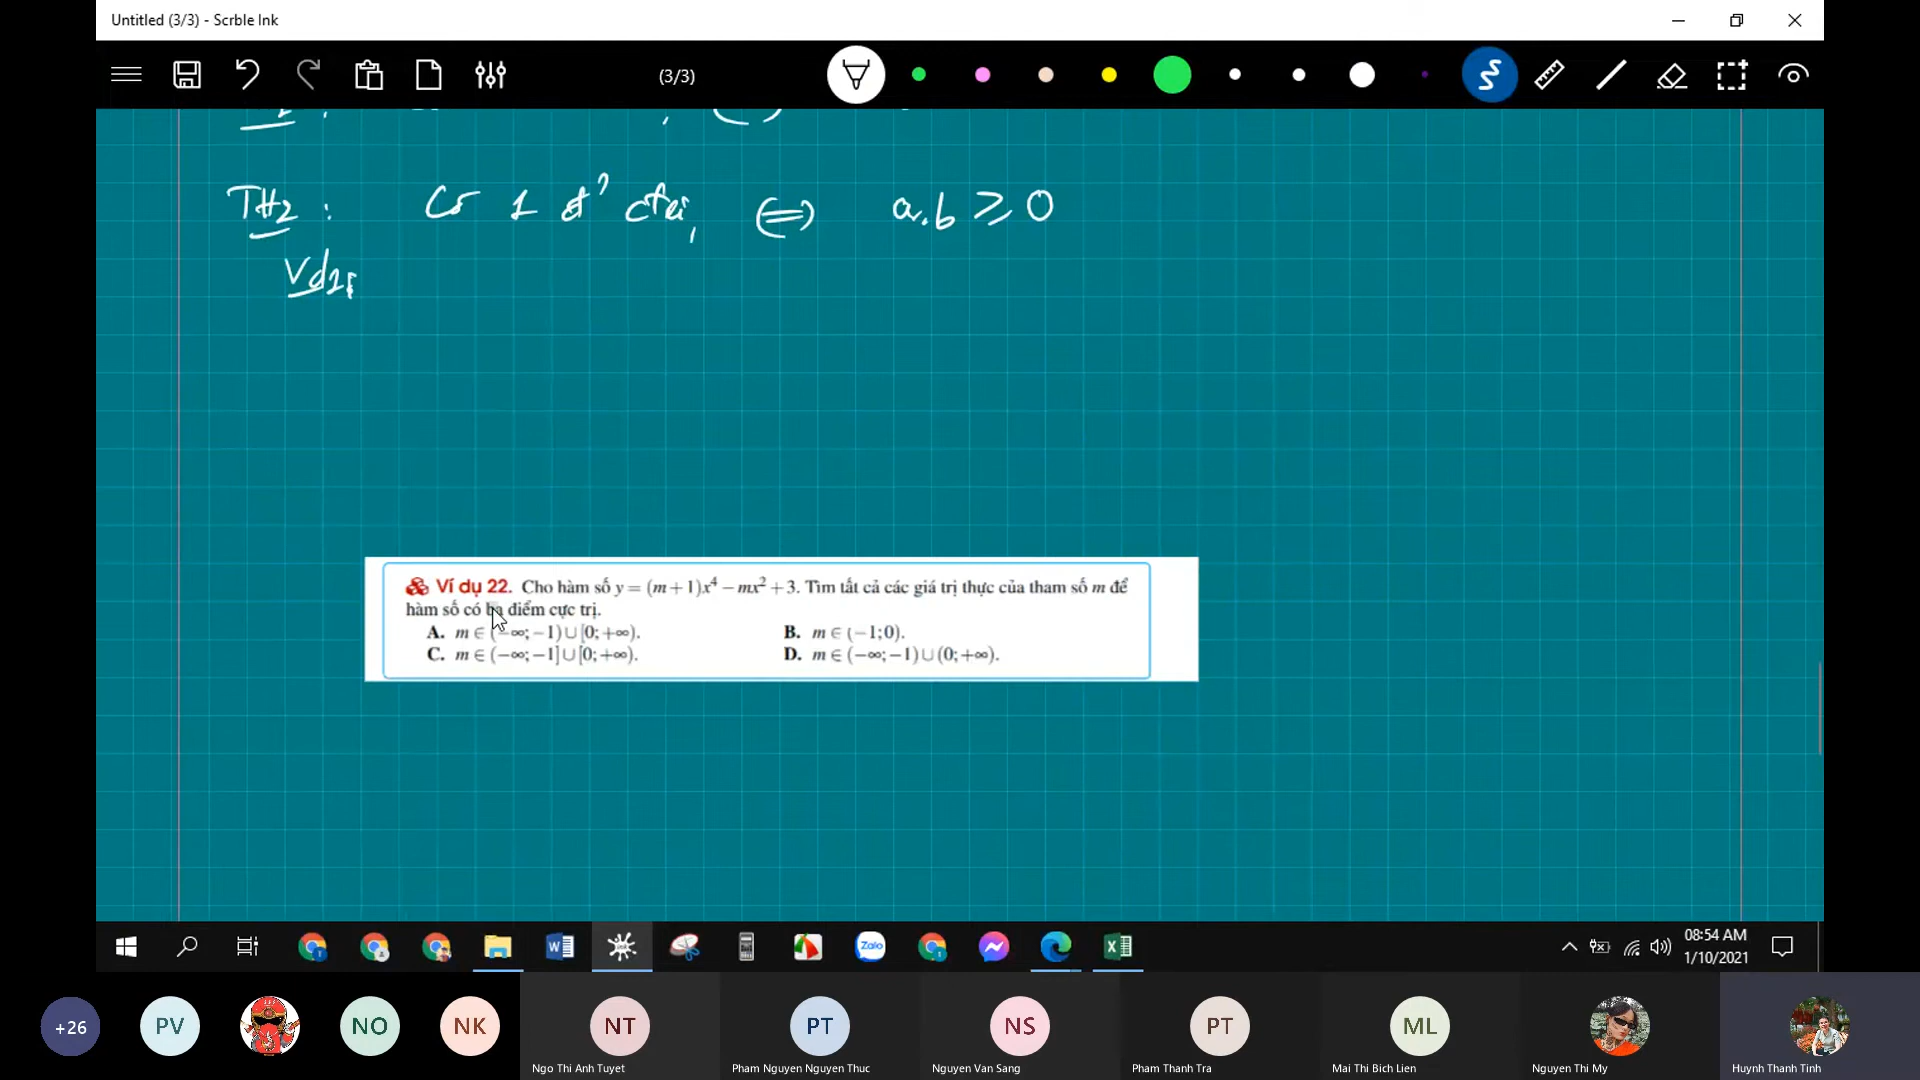 Untitled (3/3) - Scrble Ink
(3/3)
TH2 :
Có 1 đ' ctrị
⇔ a.b ≥ 0
Vd1:
Ví dụ 22. Cho hàm số y = (m+1)x⁴ − mx² + 3. Tìm tất cả các giá trị thực của tham số m để
hàm số có ba điểm cực trị.
A. m ∈ (−∞; −1) ∪ [0; +∞).
B. m ∈ (−1; 0).
C. m ∈ (−∞; −1] ∪ [0; +∞).
D. m ∈ (−∞; −1) ∪ (0; +∞).
Zalo
08:54 AM
1/10/2021
+26
PV
NO
NK
NT
PT
NS
PT
ML
Ngo Thi Anh Tuyet
Pham Nguyen Nguyen Thuc
Nguyen Van Sang
Pham Thanh Tra
Mai Thi Bich Lien
Nguyen Thi My
Huynh Thanh Tinh